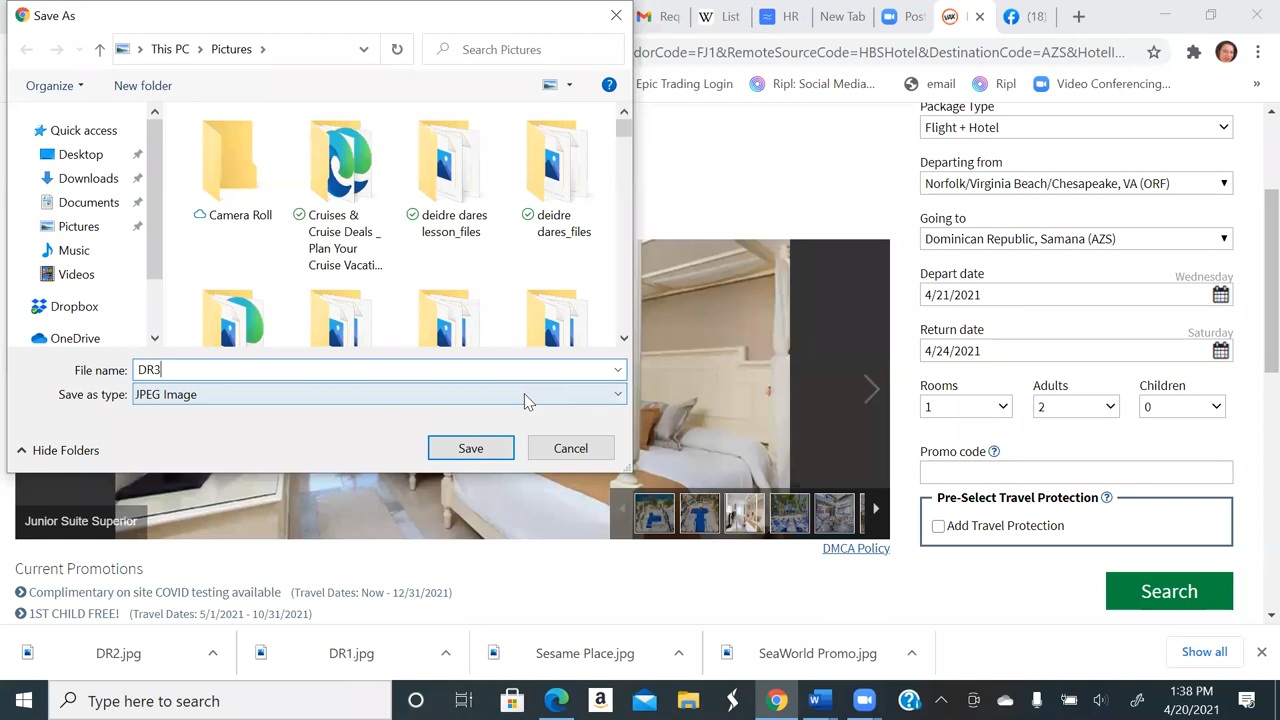 Save As
Req
List
HR
New Tab
Post
VAX
(18)
This PC
Pictures
Search Pictures
dorCode=FJ1&RemoteSourceCode=HBSHotel&DestinationCode=AZS&HotelI...
Organize
New folder
Epic Trading Library
Ripl: Social Media...
email
Ripl
Video Conferencing...
»
Quick access
Desktop
Downloads
Documents
Pictures
Music
Videos
Dropbox
OneDrive
Camera Roll
Cruises &
Cruise Deals _
Plan Your
Cruise Vacati...
deidre dares
lesson_files
deidre
dares_files
File name:
DR3
Save as type:
JPEG Image
Hide Folders
Save
Cancel
Package Type
Flight + Hotel
Departing from
Norfolk/Virginia Beach/Chesapeake, VA (ORF)
Going to
Dominican Republic, Samana (AZS)
Depart date
Wednesday
4/21/2021
Return date
Saturday
4/24/2021
Rooms
Adults
Children
1
2
0
Promo code
Pre-Select Travel Protection
Add Travel Protection
Search
Junior Suite Superior
DMCA Policy
Current Promotions
Complimentary on site COVID testing available (Travel Dates: Now - 12/31/2021)
1ST CHILD FREE! (Travel Dates: 5/1/2021 - 10/31/2021)
DR2.jpg
DR1.jpg
Sesame Place.jpg
SeaWorld Promo.jpg
Show all
Type here to search
1:38 PM
4/20/2021